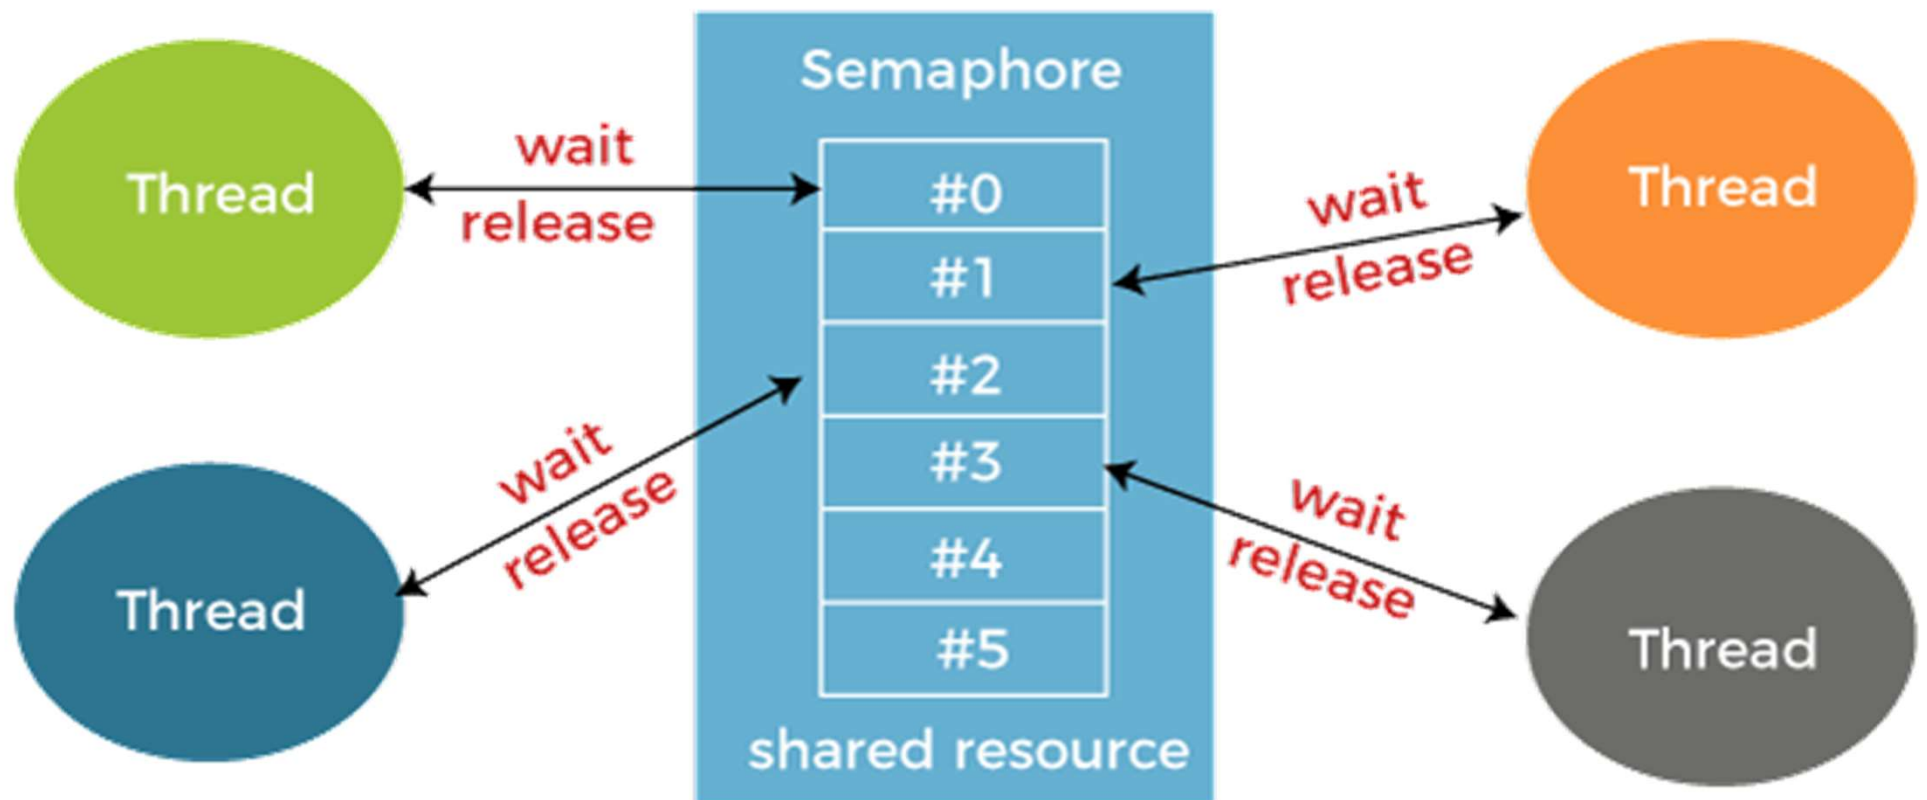 Semaphore
Thread
wait
release
#0
wait
release
Thread
#1
#2
wait
release
#3
wait
release
Thread
#4
Thread
#5
shared resource